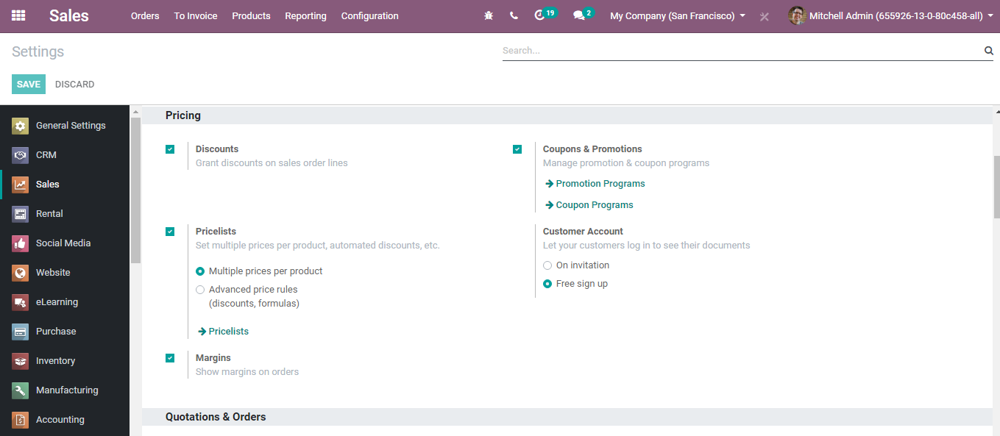 Sales Orders To Invoice Products Reporting Configuration 19 2 My Company (San Francisco) Mitchell Admin (655926-13-0-80c458-all)
Settings Search...
SAVE DISCARD
General Settings
CRM
Sales
Rental
Social Media
Website
eLearning
Purchase
Inventory
Manufacturing
Accounting
Pricing
Discounts
Grant discounts on sales order lines
Coupons & Promotions
Manage promotion & coupon programs
Promotion Programs
Coupon Programs
Pricelists
Set multiple prices per product, automated discounts, etc.
Multiple prices per product
Advanced price rules
(discounts, formulas)
Pricelists
Customer Account
Let your customers log in to see their documents
On invitation
Free sign up
Margins
Show margins on orders
Quotations & Orders